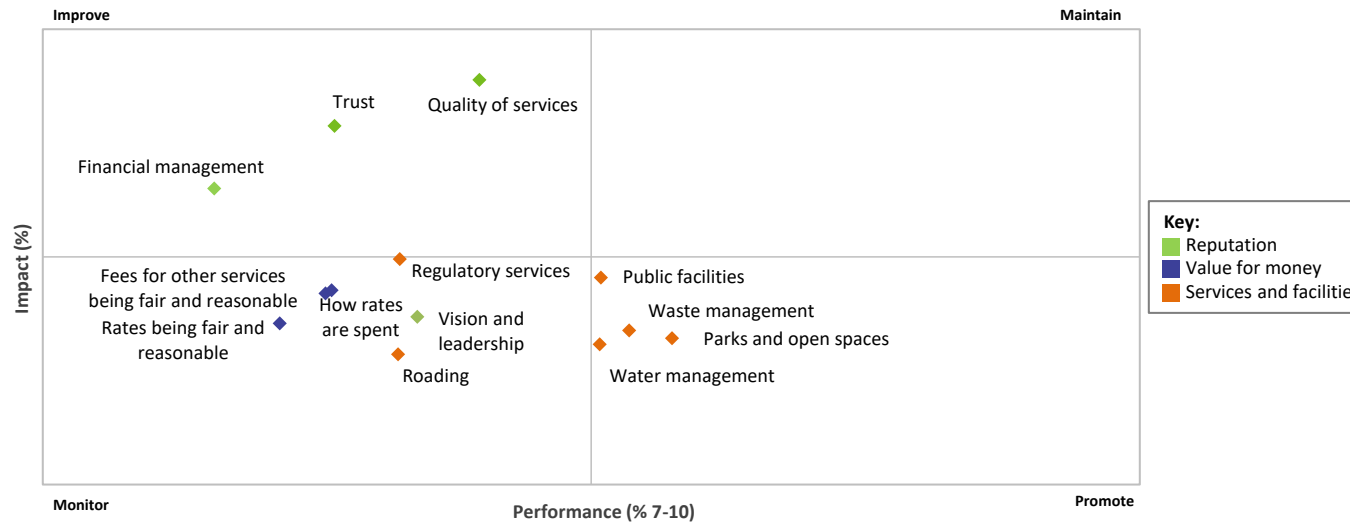 Improve
Maintain
Trust
Quality of services
Financial management
Impact (%)
Fees for other services
being fair and reasonable
Rates being fair and
reasonable
How rates
are spent
Regulatory services
Vision and
leadership
Roading
Public facilities
Waste management
Parks and open spaces
Water management
Key:
Reputation
Value for money
Services and facilitie
Monitor
Performance (% 7-10)
Promote